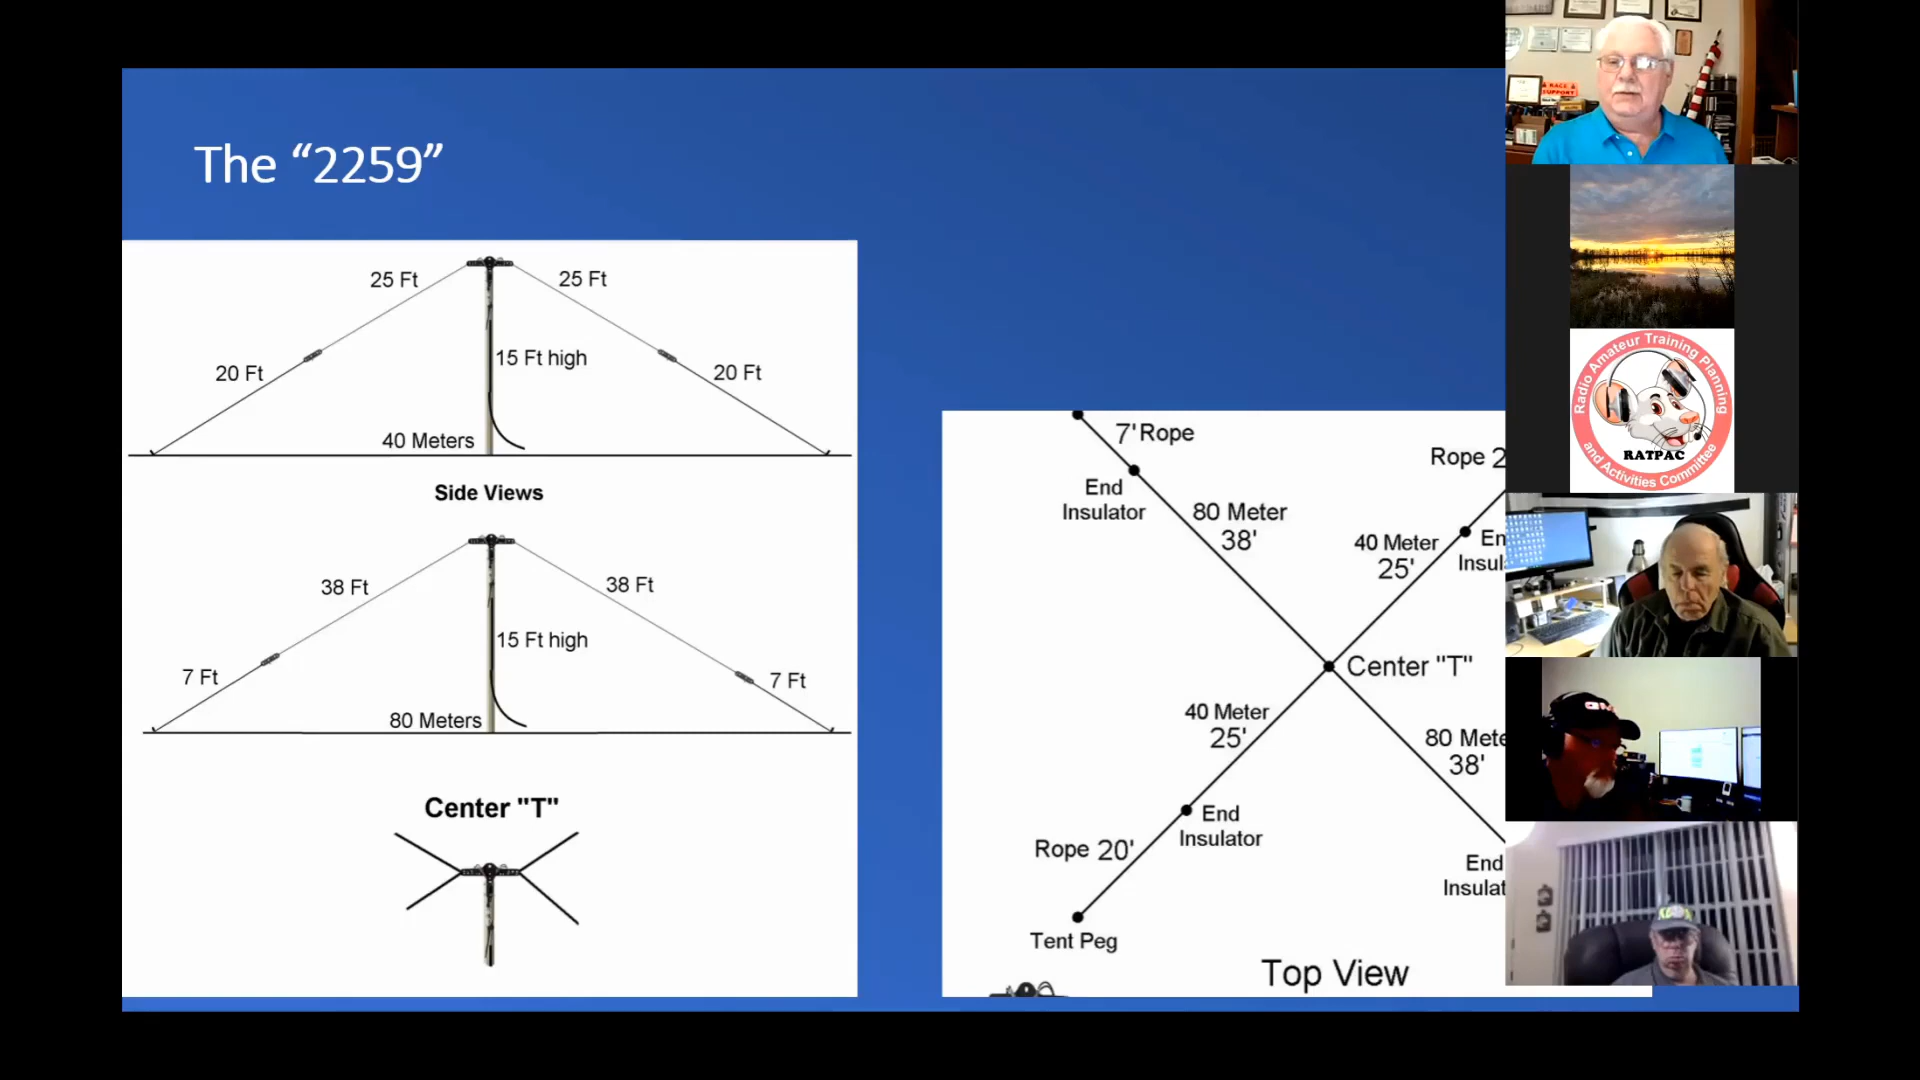 The “2259”
25 Ft
25 Ft
20 Ft
15 Ft high
20 Ft
40 Meters
Side Views
38 Ft
38 Ft
15 Ft high
7 Ft
7 Ft
80 Meters
Center "T"
7' Rope
Rope 2
End
Insulator
80 Meter
38'
40 Meter
25'
En
Insul
Center "T"
40 Meter
25'
80 Mete
38'
End
Insulator
Rope 20'
End
Insulat
Tent Peg
Top View
RACE
SUPPORT
Radio Amateur Training Planning
and Activities Committee
RATPAC